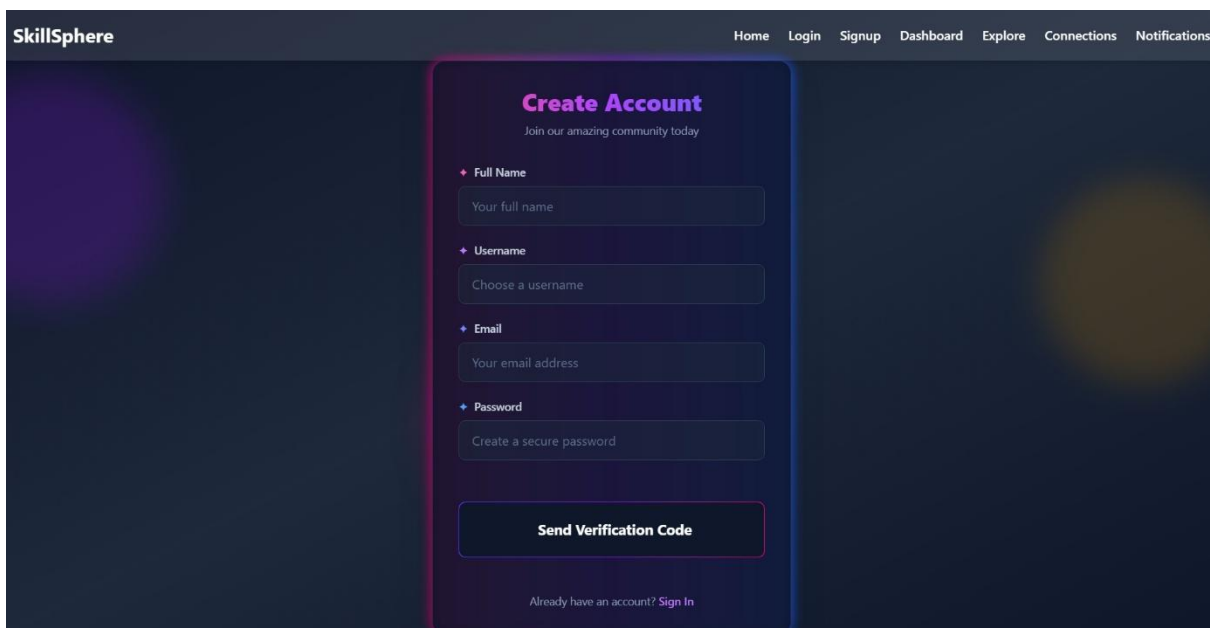 SkillSphere
Home Login Signup Dashboard Explore Connections Notifications
Create Account
Join our amazing community today
Full Name
Your full name
Username
Choose a username
Email
Your email address
Password
Create a secure password
Send Verification Code
Already have an account? Sign In